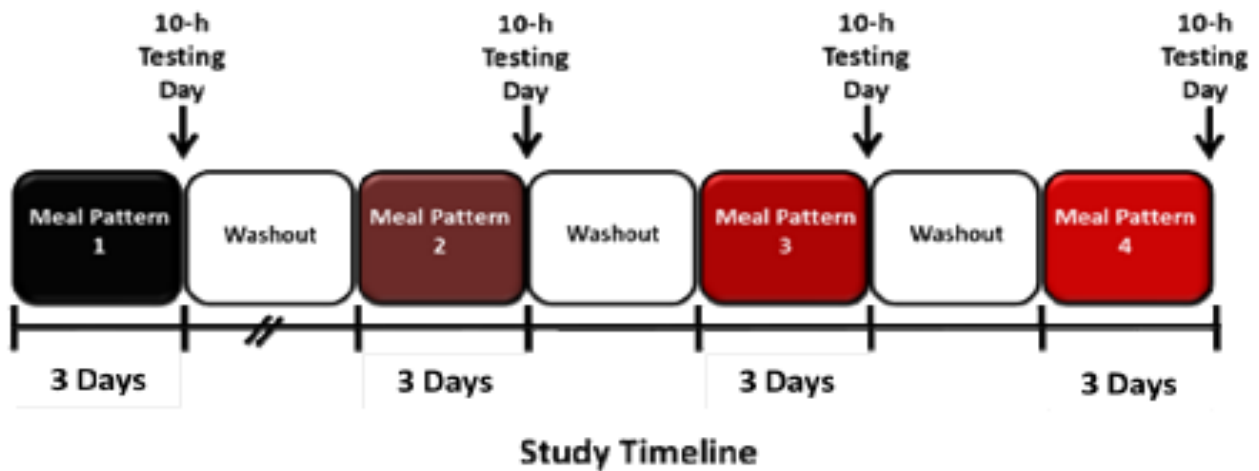 10-h
Testing
Day
10-h
Testing
Day
10-h
Testing
Day
10-h
Testing
Day
Meal Pattern
1
Washout
Meal Pattern
2
Washout
Meal Pattern
3
Washout
Meal Pattern
4
3 Days
3 Days
3 Days
3 Days
Study Timeline